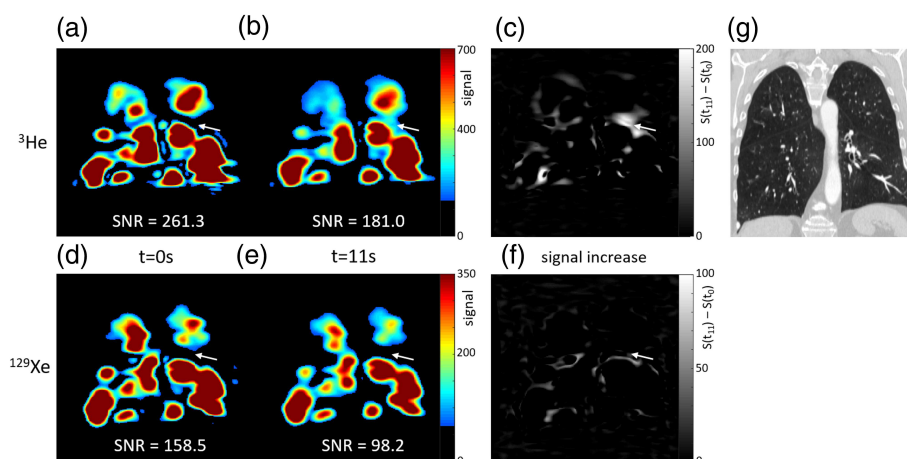 (a)
(b)
(c)
(g)
³He
SNR = 261.3
SNR = 181.0
700
400
0
signal
200
100
0
S(t₁₁) − S(t₀)
(d)
t=0s
(e)
t=11s
(f)
signal increase
¹²⁹Xe
SNR = 158.5
SNR = 98.2
350
200
0
signal
100
50
0
S(t₁₁) − S(t₀)